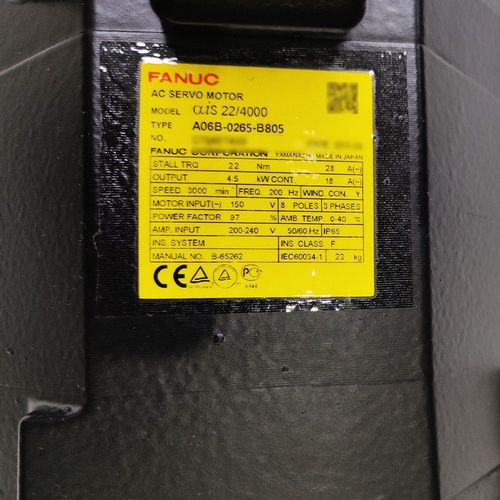 FANUC
AC SERVO MOTOR
MODEL αiS 22/4000
TYPE A06B-0265-B805
NO.
FANUC CORPORATION YAMANASHI MADE IN JAPAN
STALL TRQ 22 Nm 28 A(~)
OUTPUT 4.5 kW CONT. 18 A(~)
SPEED 3000 min⁻¹ FREQ. 200 Hz WIND. CON. Y
MOTOR INPUT(~) 150 V 8 POLES 3 PHASES
POWER FACTOR 97 % AMB. TEMP. 0-40 °C
AMP. INPUT 200-240 V 50/60 Hz IP65
INS. SYSTEM INS. CLASS F
MANUAL NO. B-65262 IEC60034-1 23 kg
CE